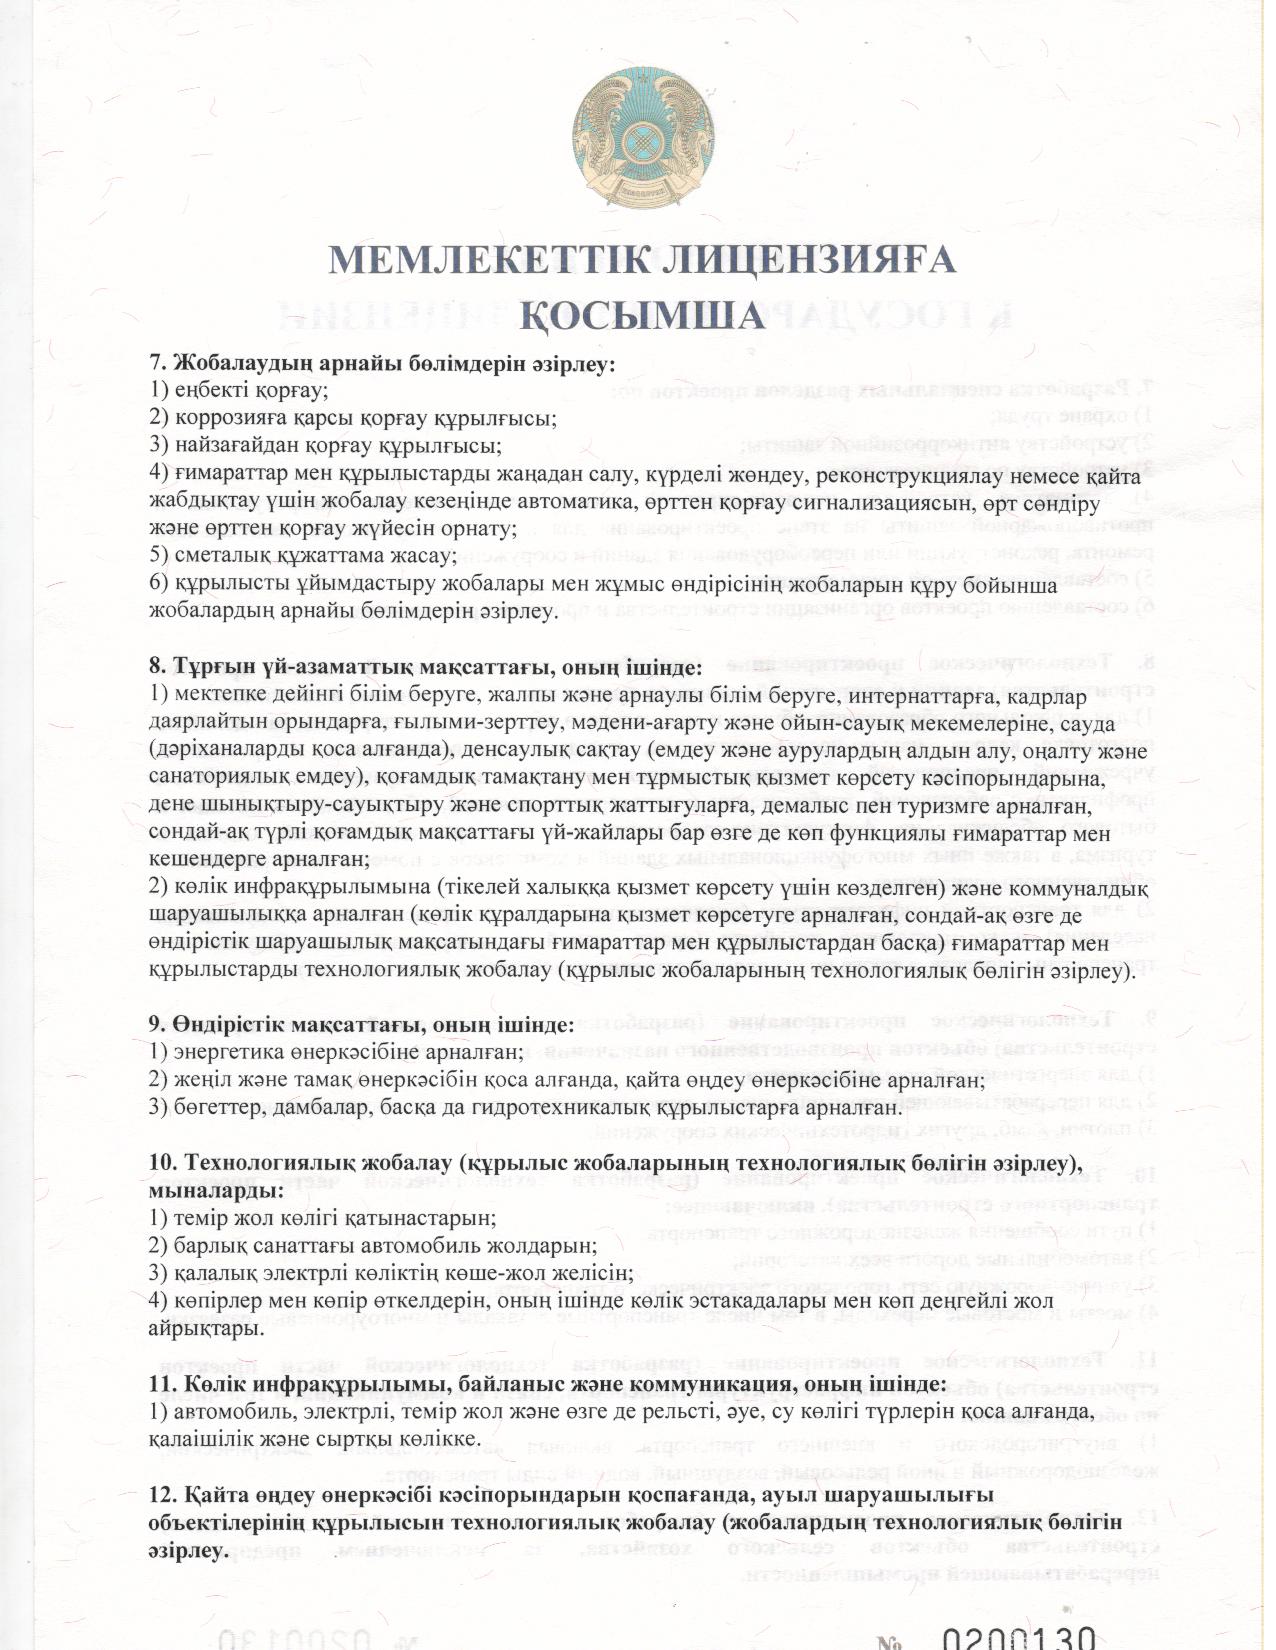 МЕМЛЕКЕТТІК ЛИЦЕНЗИЯҒА
ҚОСЫМША
7. Жобалаудың арнайы бөлімдерін әзірлеу:
1) еңбекті қорғау;
2) коррозияға қарсы қорғау құрылғысы;
3) найзағайдан қорғау құрылғысы;
4) ғимараттар мен құрылыстарды жаңадан салу, күрделі жөндеу, реконструкциялау немесе қайта
жабдықтау үшін жобалау кезеңінде автоматика, өрттен қорғау сигнализациясын, өрт сөндіру
және өрттен қорғау жүйесін орнату;
5) сметалық құжаттама жасау;
6) құрылысты ұйымдастыру жобалары мен жұмыс өндірісінің жобаларын құру бойынша
жобалардың арнайы бөлімдерін әзірлеу.
8. Тұрғын үй-азаматтық мақсаттағы, оның ішінде:
1) мектепке дейінгі білім беруге, жалпы және арнаулы білім беруге, интернаттарға, кадрлар
даярлайтын орындарға, ғылыми-зерттеу, мәдени-ағарту және ойын-сауық мекемелеріне, сауда
(дәріханаларды қоса алғанда), денсаулық сақтау (емдеу және аурулардың алдын алу, оңалту және
санаториялық емдеу), қоғамдық тамақтану мен тұрмыстық қызмет көрсету кәсіпорындарына,
дене шынықтыру-сауықтыру және спорттық жаттығуларға, демалыс пен туризмге арналған,
сондай-ақ түрлі қоғамдық мақсаттағы үй-жайлары бар өзге де көп функциялы ғимараттар мен
кешендерге арналған;
2) көлік инфрақұрылымына (тікелей халыққа қызмет көрсету үшін көзделген) және коммуналдық
шаруашылыққа арналған (көлік құралдарына қызмет көрсетуге арналған, сондай-ақ өзге де
өндірістік шаруашылық мақсатындағы ғимараттар мен құрылыстардан басқа) ғимараттар мен
құрылыстарды технологиялық жобалау (құрылыс жобаларының технологиялық бөлігін әзірлеу).
9. Өндірістік мақсаттағы, оның ішінде:
1) энергетика өнеркәсібіне арналған;
2) жеңіл және тамақ өнеркәсібін қоса алғанда, қайта өңдеу өнеркәсібіне арналған;
3) бөгеттер, дамбалар, басқа да гидротехникалық құрылыстарға арналған.
10. Технологиялық жобалау (құрылыс жобаларының технологиялық бөлігін әзірлеу),
мыналарды:
1) темір жол көлігі қатынастарын;
2) барлық санаттағы автомобиль жолдарын;
3) қалалық электрлі көліктің көше-жол желісін;
4) көпірлер мен көпір өткелдерін, оның ішінде көлік эстакадалары мен көп деңгейлі жол
айрықтары.
11. Көлік инфрақұрылымы, байланыс және коммуникация, оның ішінде:
1) автомобиль, электрлі, темір жол және өзге де рельсті, әуе, су көлігі түрлерін қоса алғанда,
қалаішілік және сыртқы көлікке.
12. Қайта өңдеу өнеркәсібі кәсіпорындарын қоспағанда, ауыл шаруашылығы
объектілерінің құрылысын технологиялық жобалау (жобалардың технологиялық бөлігін
әзірлеу.
№ 0200130